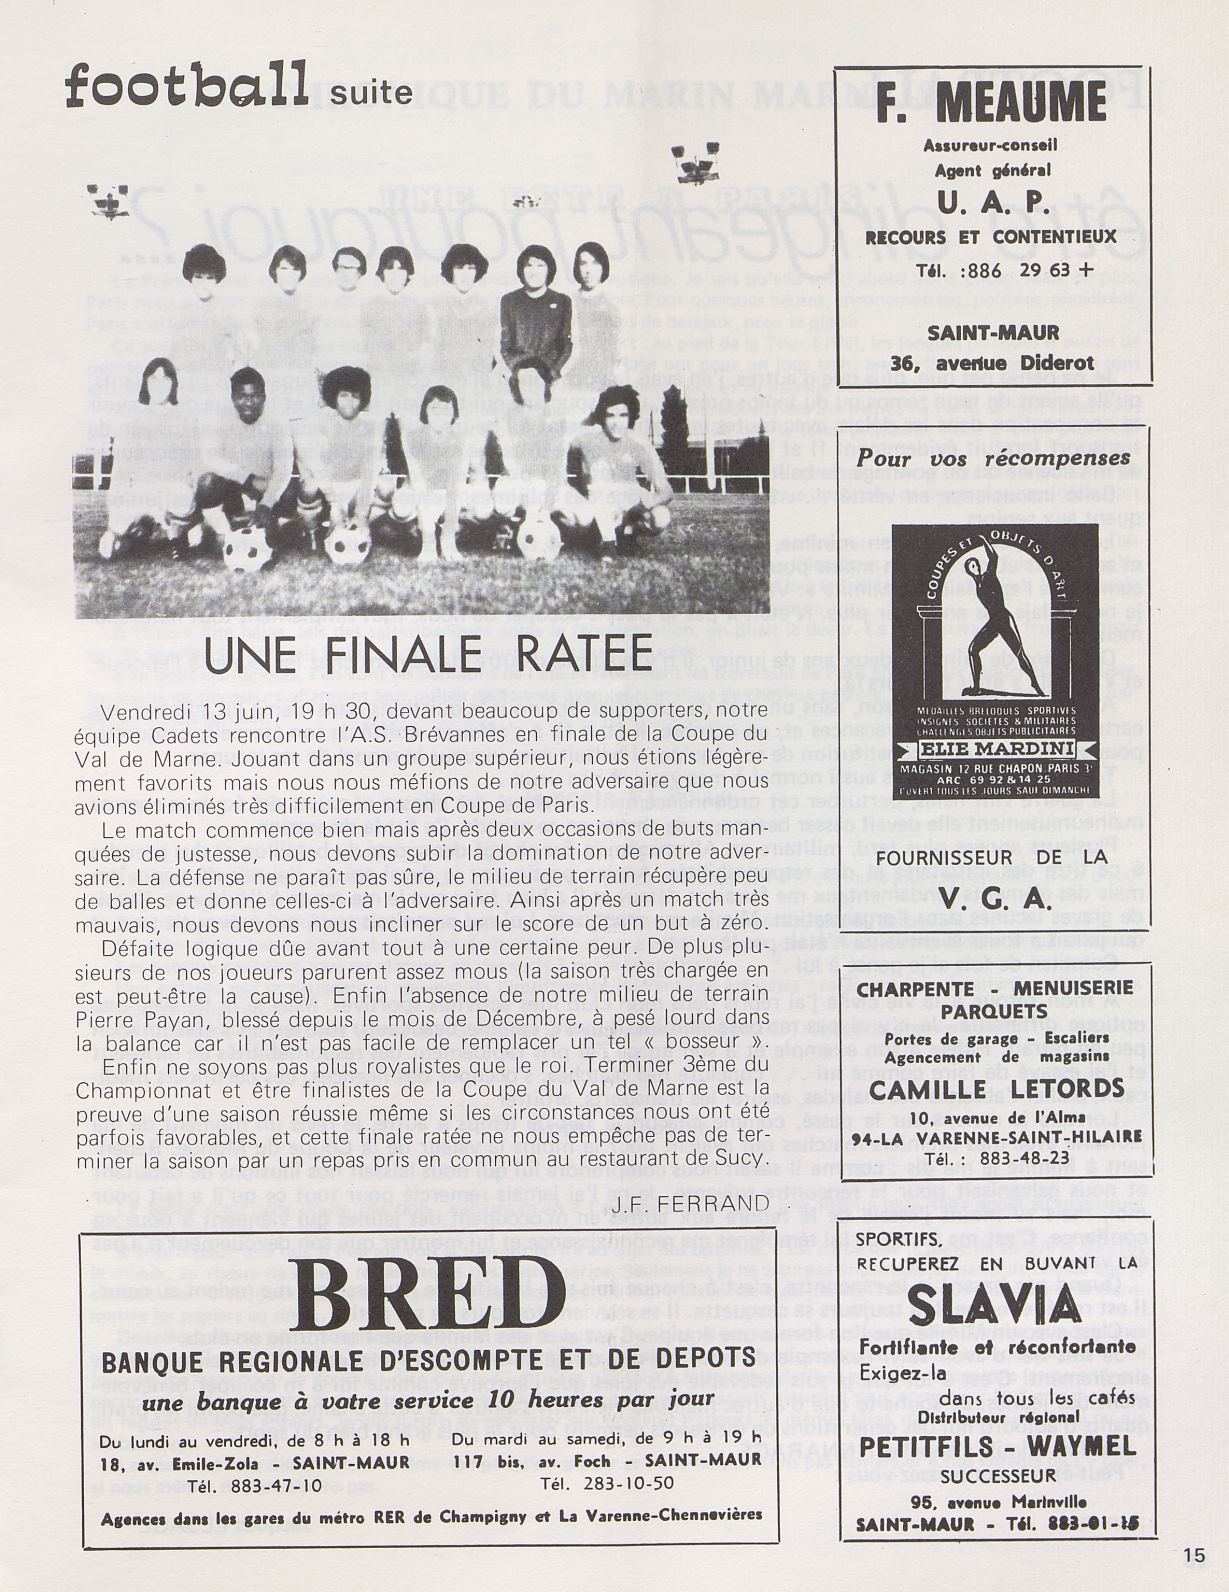 football suite
UNE FINALE RATEE
Vendredi 13 juin, 19 h 30, devant beaucoup de supporters, notre
équipe Cadets rencontre l'A.S. Brévannes en finale de la Coupe du
Val de Marne. Jouant dans un groupe supérieur, nous étions légère-
ment favoris mais nous nous méfions de notre adversaire que nous
avions éliminés très difficilement en Coupe de Paris.
Le match commence bien mais après deux occasions de buts man-
quées de justesse, nous devons subir la domination de notre adver-
saire. La défense ne paraît pas sûre, le milieu de terrain récupère peu
de balles et donne celles-ci à l'adversaire. Ainsi après un match très
mauvais, nous devons nous incliner sur le score de un but à zéro.
Défaite logique dûe avant tout à une certaine peur. De plus plu-
sieurs de nos joueurs parurent assez mous (la saison très chargée en
est peut-être la cause). Enfin l'absence de notre milieu de terrain
Pierre Payan, blessé depuis le mois de Décembre, à pesé lourd dans
la balance car il n'est pas facile de remplacer un tel « bosseur ».
Enfin ne soyons pas plus royalistes que le roi. Terminer 3ème du
Championnat et être finalistes de la Coupe du Val de Marne est la
preuve d'une saison réussie même si les circonstances nous ont été
parfois favorables, et cette finale ratée ne nous empêche pas de ter-
miner la saison par un repas pris en commun au restaurant de Sucy.
J.F. FERRAND
BRED
BANQUE REGIONALE D'ESCOMPTE ET DE DEPOTS
une banque à votre service 10 heures par jour
Du lundi au vendredi, de 8 h à 18 h
18, av. Emile-Zola - SAINT-MAUR
Tél. 883-47-10
Du mardi au samedi, de 9 h à 19 h
117 bis, av. Foch - SAINT-MAUR
Tél. 283-10-50
Agences dans les gares du métro RER de Champigny et La Varenne-Chennevières
F. MEAUME
Assureur-conseil
Agent général
U. A. P.
RECOURS ET CONTENTIEUX
Tél. :886 29 63 +
SAINT-MAUR
36, avenue Diderot
Pour vos récompenses
COUPES ET OBJETS D'ART
MEDAILLES BRELOQUES SPORTIVES
INSIGNES SOCIETES & MILITAIRES
CHALLENGES OBJETS PUBLICITAIRES
ELIE MARDINI
MAGASIN 12 RUE CHAPON PARIS 3e
ARC 69 92 & 14 25
OUVERT TOUS LES JOURS SAUF DIMANCHE
FOURNISSEUR DE LA
V. G. A.
CHARPENTE - MENUISERIE
PARQUETS
Portes de garage - Escaliers
Agencement de magasins
CAMILLE LETORDS
10, avenue de l'Alma
94-LA VARENNE-SAINT-HILAIRE
Tél. : 883-48-23
SPORTIFS,
RECUPEREZ EN BUVANT LA
SLAVIA
Fortifiante et réconfortante
Exigez-la
dans tous les cafés
Distributeur régional
PETITFILS - WAYMEL
SUCCESSEUR
95, avenue Marinville
SAINT-MAUR - Tél. 883-01-15
15